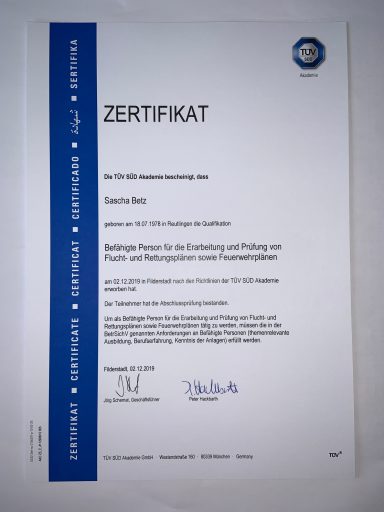 TÜV
SÜD
Akademie
ZERTIFIKAT
Die TÜV SÜD Akademie bescheinigt, dass
Sascha Betz
geboren am 18.07.1978 in Reutlingen die Qualifikation
Befähigte Person für die Erarbeitung und Prüfung von
Flucht- und Rettungsplänen sowie Feuerwehrplänen
am 02.12.2019 in Filderstadt nach den Richtlinien der TÜV SÜD Akademie
erworben hat.
Der Teilnehmer hat die Abschlussprüfung bestanden.
Um als Befähigte Person für die Erarbeitung und Prüfung von Flucht- und
Rettungsplänen sowie Feuerwehrplänen tätig zu werden, müssen die in der
BetrSichV genannten Anforderungen an Befähigte Personen (themenrelevante
Ausbildung, Berufserfahrung, Kenntnis der Anlagen) erfüllt werden.
Filderstadt, 02.12.2019
Jörg Schemat, Geschäftsführer
Peter Hackbarth
TÜV SÜD Akademie GmbH · Westendstraße 160 · 80339 München · Germany
TÜV®
ZERTIFIKAT ■ CERTIFICATE ■ CERTIFICAT ■ CERTIFICADO ■ شهادة ■ SERTIFIKA